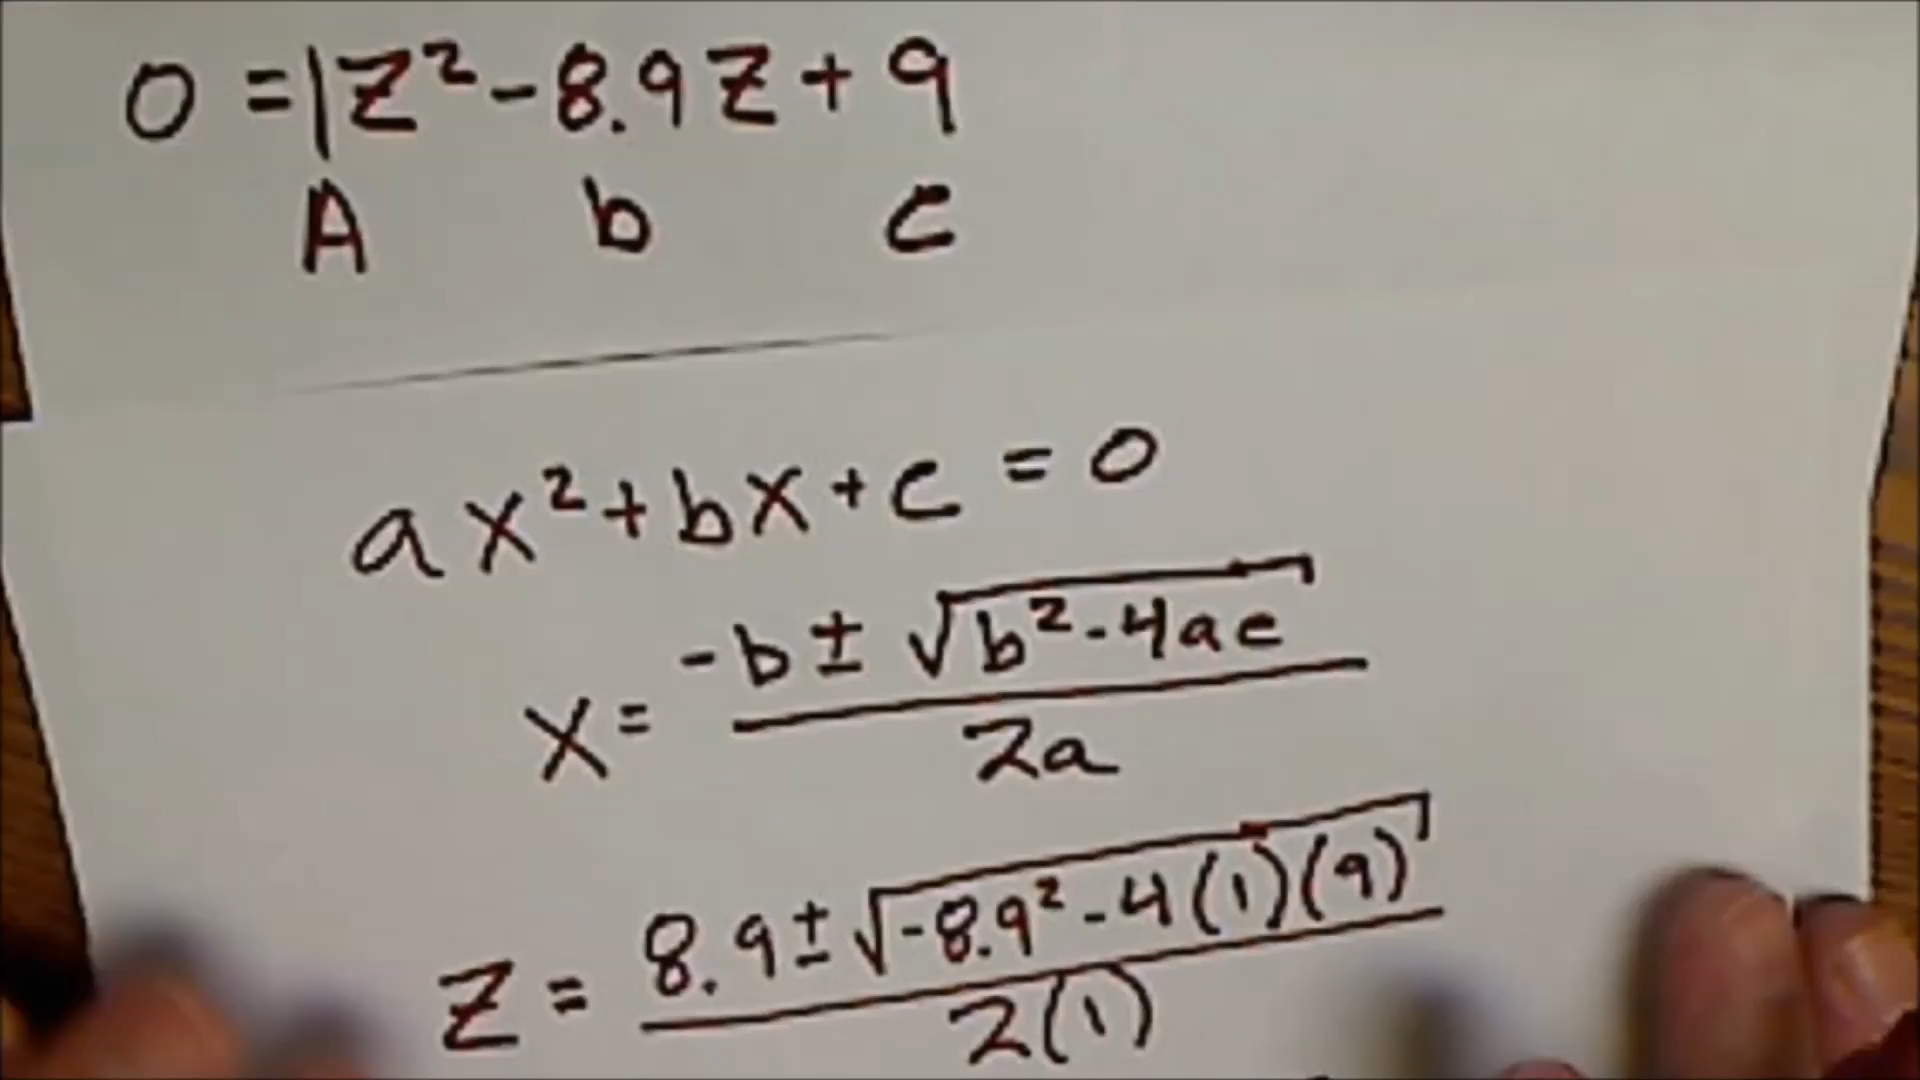 0 = 1z² - 8.9z + 9
A b c
ax² + bx + c = 0
x = -b ± √b² - 4ac
2a
z = 8.9 ± √-8.9² - 4(1)(9)
2(1)